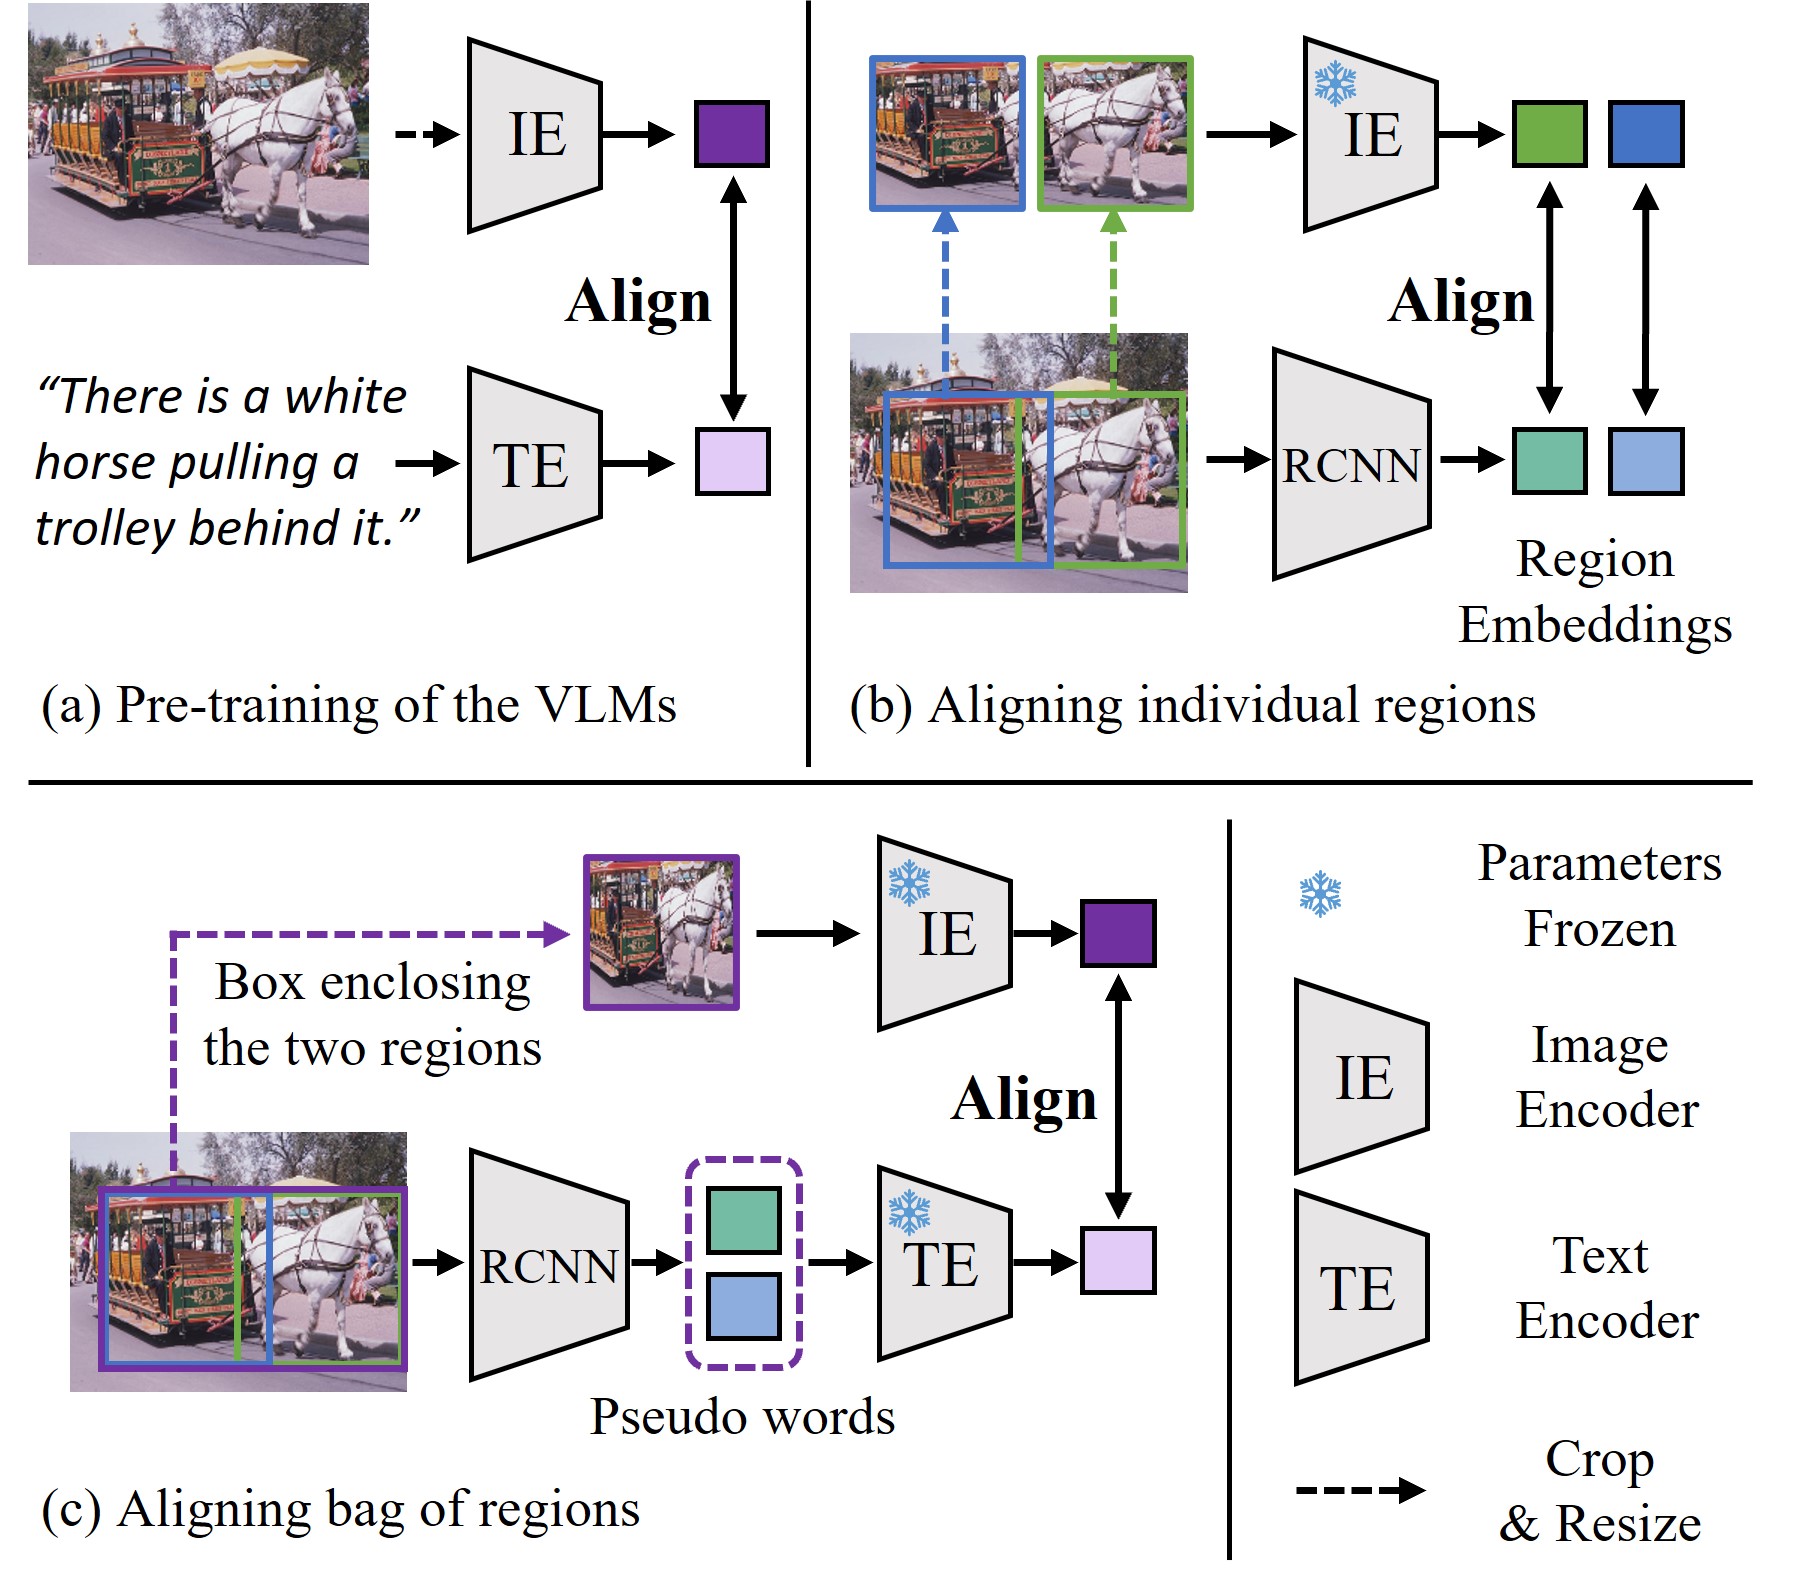 IE
Align
“There is a white
horse pulling a
trolley behind it.”
TE
(a) Pre-training of the VLMs
IE
Align
RCNN
Region
Embeddings
(b) Aligning individual regions
Box enclosing
the two regions
IE
Align
RCNN
TE
Pseudo words
(c) Aligning bag of regions
Parameters
Frozen
IE
Image
Encoder
TE
Text
Encoder
Crop
& Resize